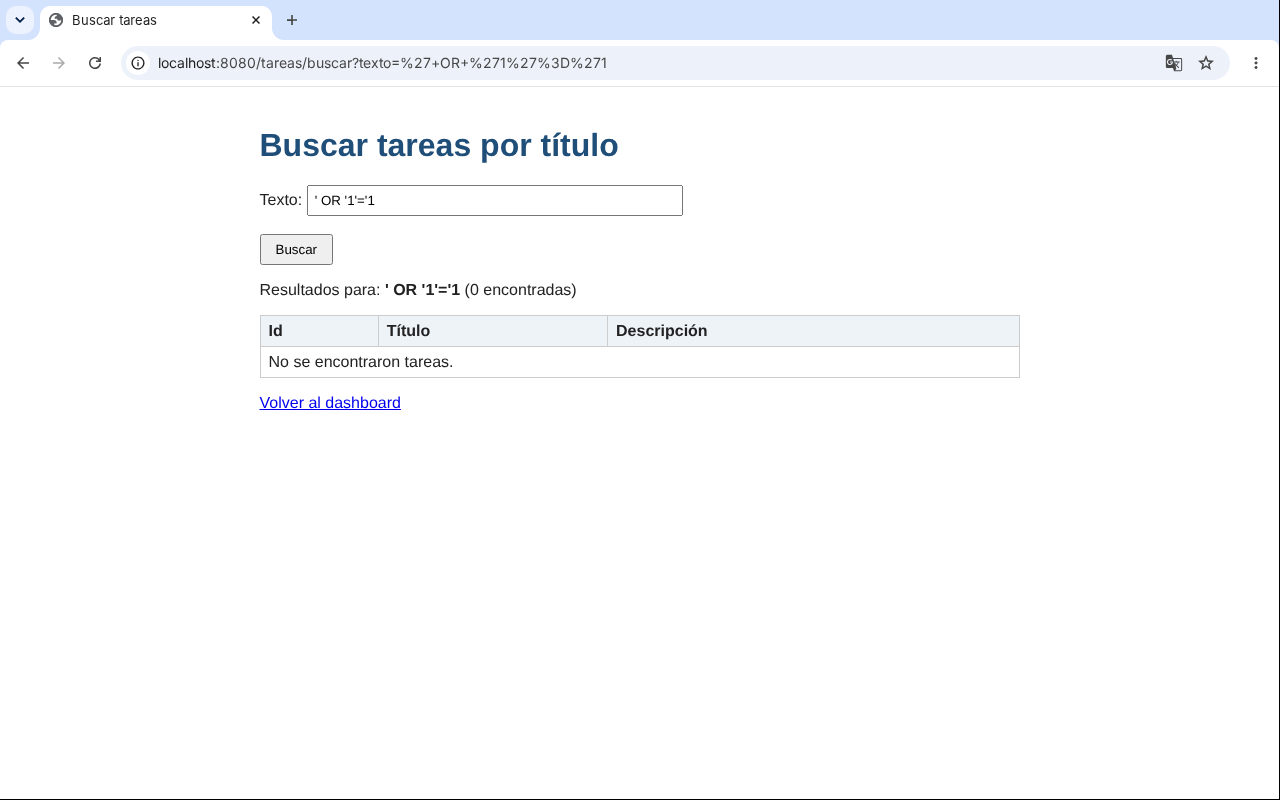 Buscar tareas
localhost:8080/tareas/buscar?texto=%27+OR+%271%27%3D%271
Buscar tareas por título
Texto: ' OR '1'='1
Buscar
Resultados para: ' OR '1'='1 (0 encontradas)
Id Título Descripción
No se encontraron tareas.
Volver al dashboard